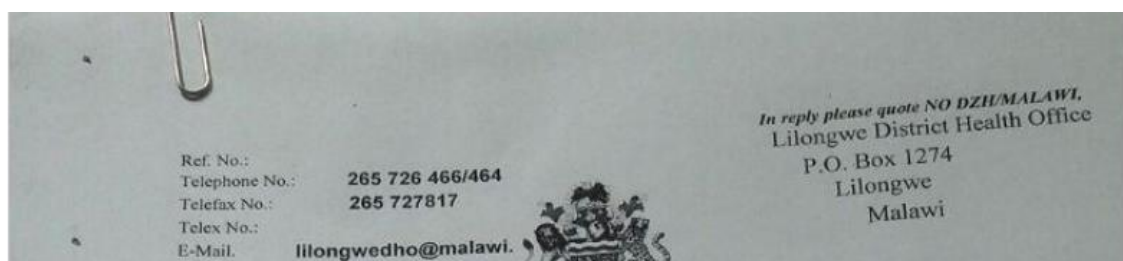 In reply please quote NO DZH/MALAWI,
Lilongwe District Health Office
P.O. Box 1274
Lilongwe
Malawi
Ref. No.:
Telephone No.: 265 726 466/464
Telefax No.: 265 727817
Telex No.:
E-Mail. lilongwedho@malawi.